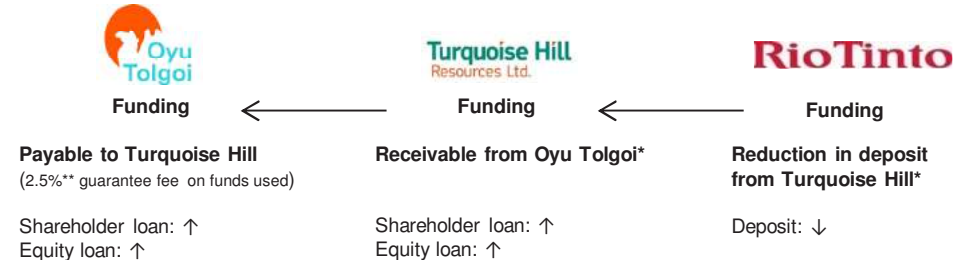 Oyu
Tolgoi
Turquoise Hill
Resources Ltd.
RioTinto
Funding
Funding
Funding
Payable to Turquoise Hill
(2.5%** guarantee fee on funds used)
Shareholder loan: ↑
Equity loan: ↑
Receivable from Oyu Tolgoi*
Shareholder loan: ↑
Equity loan: ↑
Reduction in deposit
from Turquoise Hill*
Deposit: ↓